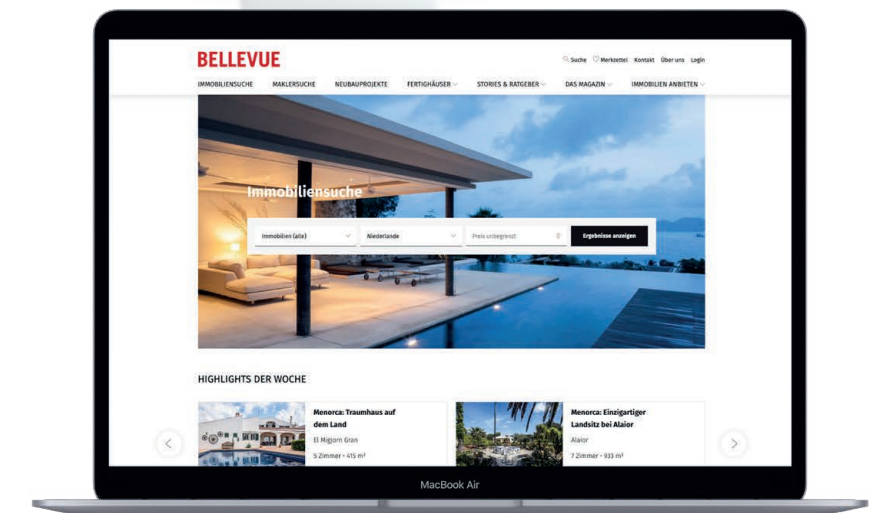 BELLEVUE
Suche Merkzettel Kontakt Über uns Login
IMMOBILIENSUCHE MAKLERSUCHE NEUBAUPROJEKTE FERTIGHÄUSER STORIES & RATGEBER DAS MAGAZIN IMMOBILIEN ANBIETEN
Immobiliensuche
Immobilien (alle) Niederlande Preis unbegrenzt Ergebnisse anzeigen
HIGHLIGHTS DER WOCHE
Menorca: Traumhaus auf
dem Land
El Migjorn Gran
5 Zimmer • 415 m²
Menorca: Einzigartiger
Landsitz bei Alaior
Alaior
7 Zimmer • 933 m²
MacBook Air